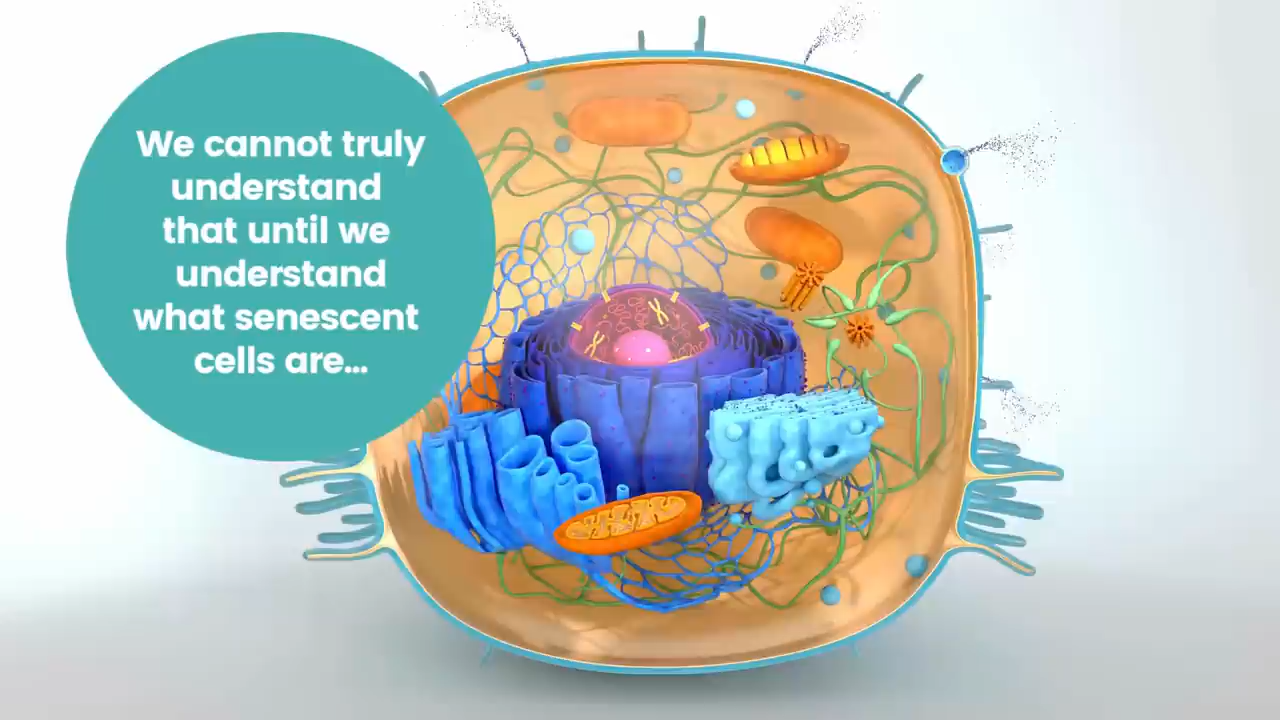 We cannot truly
understand
that until we
understand
what senescent
cells are...